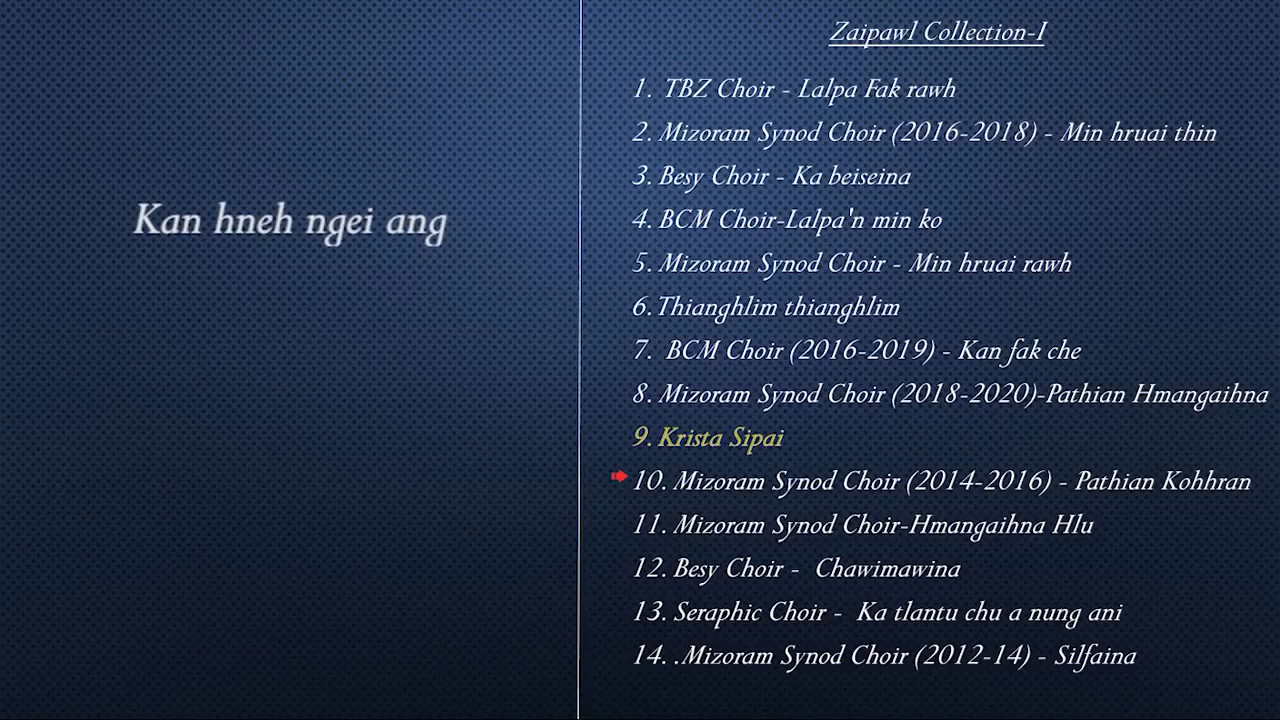 Kan hneh ngei ang
Zaipawl Collection-I
1. TBZ Choir - Lalpa Fak rawh
2. Mizoram Synod Choir (2016-2018) - Min hruai thin
3. Besy Choir - Ka beiseina
4. BCM Choir-Lalpa'n min ko
5. Mizoram Synod Choir - Min hruai rawh
6. Thianghlim thianghlim
7. BCM Choir (2016-2019) - Kan fak che
8. Mizoram Synod Choir (2018-2020)-Pathian Hmangaihna
9. Krista Sipai
10. Mizoram Synod Choir (2014-2016) - Pathian Kohhran
11. Mizoram Synod Choir-Hmangaihna Hlu
12. Besy Choir - Chawimawina
13. Seraphic Choir - Ka tlantu chu a nung ani
14. .Mizoram Synod Choir (2012-14) - Silfaina